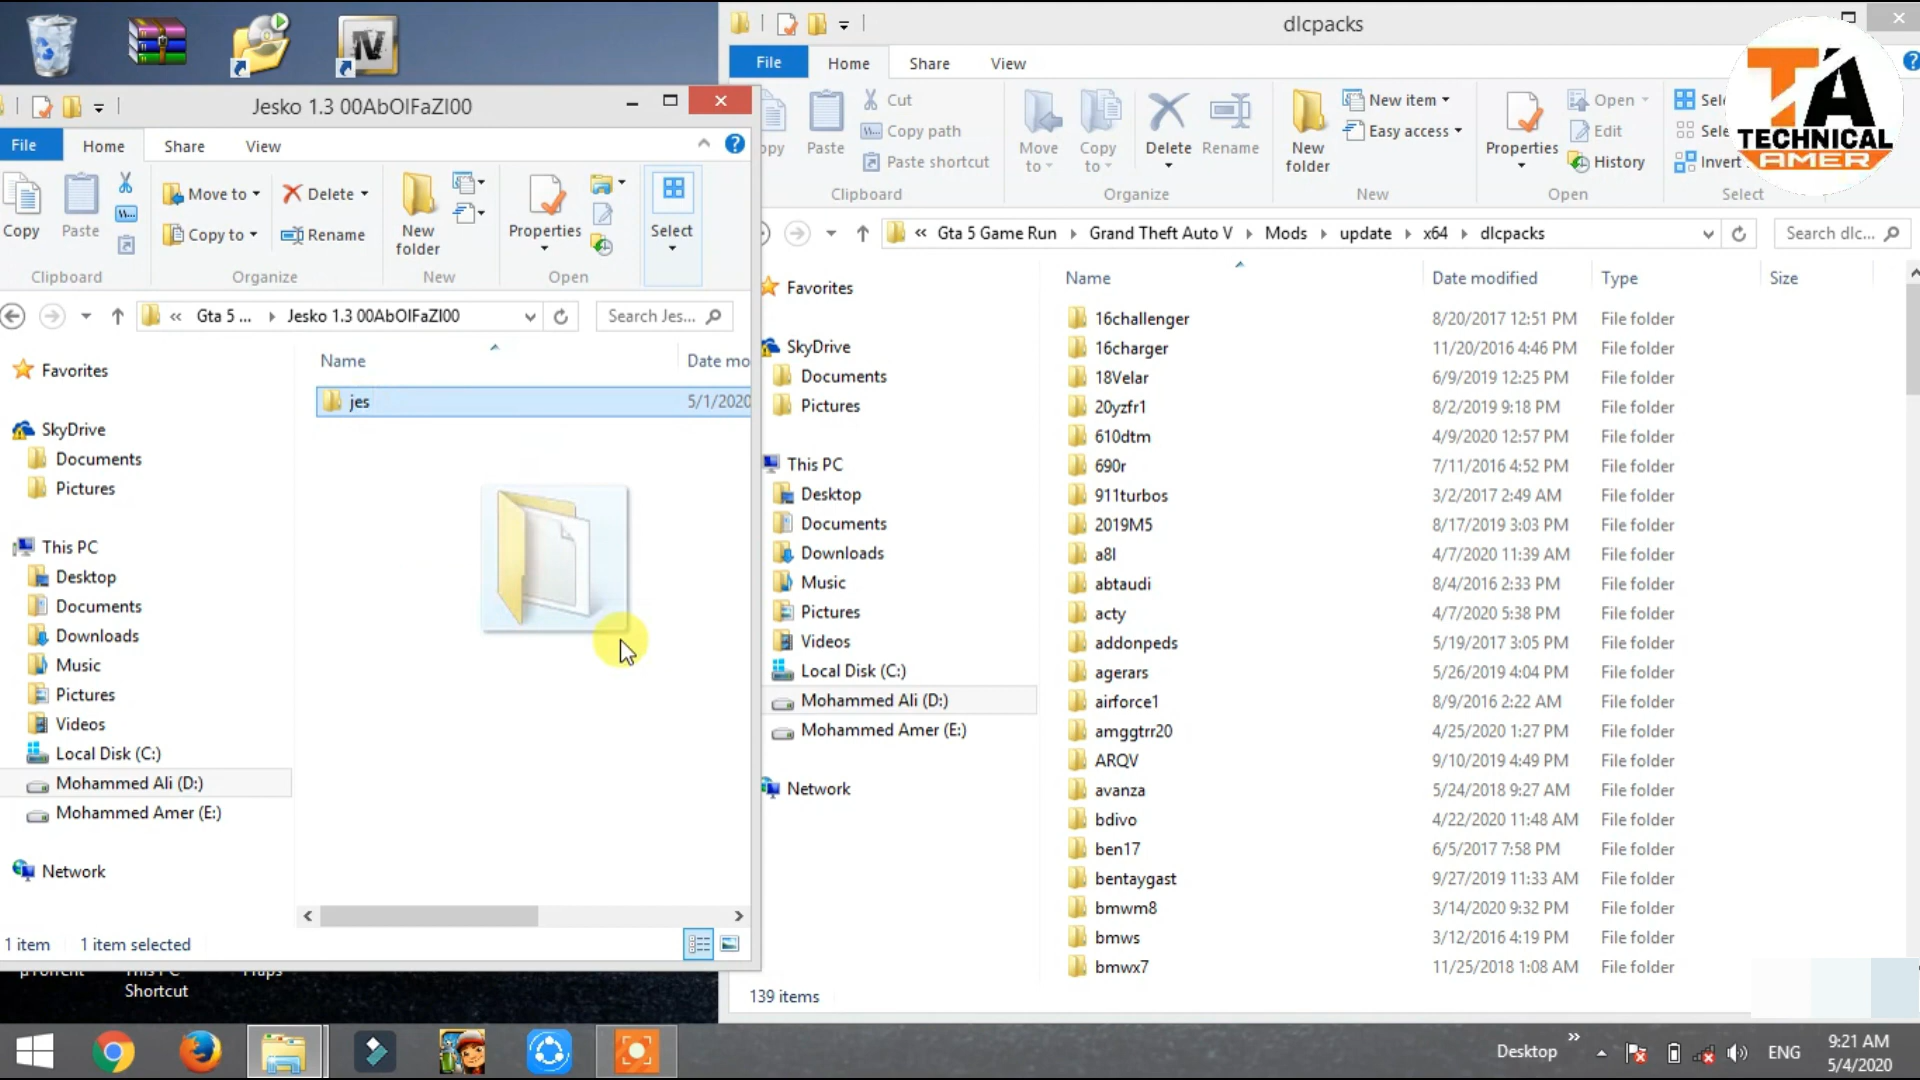 dlcpacks
File Home Share View
Cut
Copy path
Paste shortcut
Paste
Clipboard
Move to
Copy to
Delete
Rename
Organize
New folder
New item
Easy access
New
Properties
Open
Edit
History
Open
Invert
Select
TECHNICAL
AMER
« Gta 5 Game Run Grand Theft Auto V Mods update x64 dlcpacks
Search dlc...
Favorites
SkyDrive
Documents
Pictures
This PC
Desktop
Documents
Downloads
Music
Pictures
Videos
Local Disk (C:)
Mohammed Ali (D:)
Mohammed Amer (E:)
Network
Name Date modified Type Size
16challenger 8/20/2017 12:51 PM File folder
16charger 11/20/2016 4:46 PM File folder
18Velar 6/9/2019 12:25 PM File folder
20yzfr1 8/2/2019 9:18 PM File folder
610dtm 4/9/2020 12:57 PM File folder
690r 7/11/2016 4:52 PM File folder
911turbos 3/2/2017 2:49 AM File folder
2019M5 8/17/2019 3:03 PM File folder
a8l 4/7/2020 11:39 AM File folder
abtaudi 8/4/2016 2:33 PM File folder
acty 4/7/2020 5:38 PM File folder
addonpeds 5/19/2017 3:05 PM File folder
agerars 5/26/2019 4:04 PM File folder
airforce1 8/9/2016 2:22 AM File folder
amggtrr20 4/25/2020 1:27 PM File folder
ARQV 9/10/2019 4:49 PM File folder
avanza 5/24/2018 9:27 AM File folder
bdivo 4/22/2020 11:48 AM File folder
ben17 6/5/2017 7:58 PM File folder
bentaygast 9/27/2019 11:33 AM File folder
bmwm8 3/14/2020 9:32 PM File folder
bmws 3/12/2016 4:19 PM File folder
bmwx7 11/25/2018 1:08 AM File folder
139 items
Jesko 1.3 00AbOlFaZl00
File Home Share View
Copy
Paste
Clipboard
Move to
Copy to
Delete
Rename
Organize
New folder
New
Properties
Open
Select
« Gta 5 ... Jesko 1.3 00AbOlFaZl00
Search Jes...
Favorites
SkyDrive
Documents
Pictures
This PC
Desktop
Documents
Downloads
Music
Pictures
Videos
Local Disk (C:)
Mohammed Ali (D:)
Mohammed Amer (E:)
Network
Name Date mo
jes 5/1/2020
1 item 1 item selected
Shortcut
Desktop
ENG
9:21 AM
5/4/2020